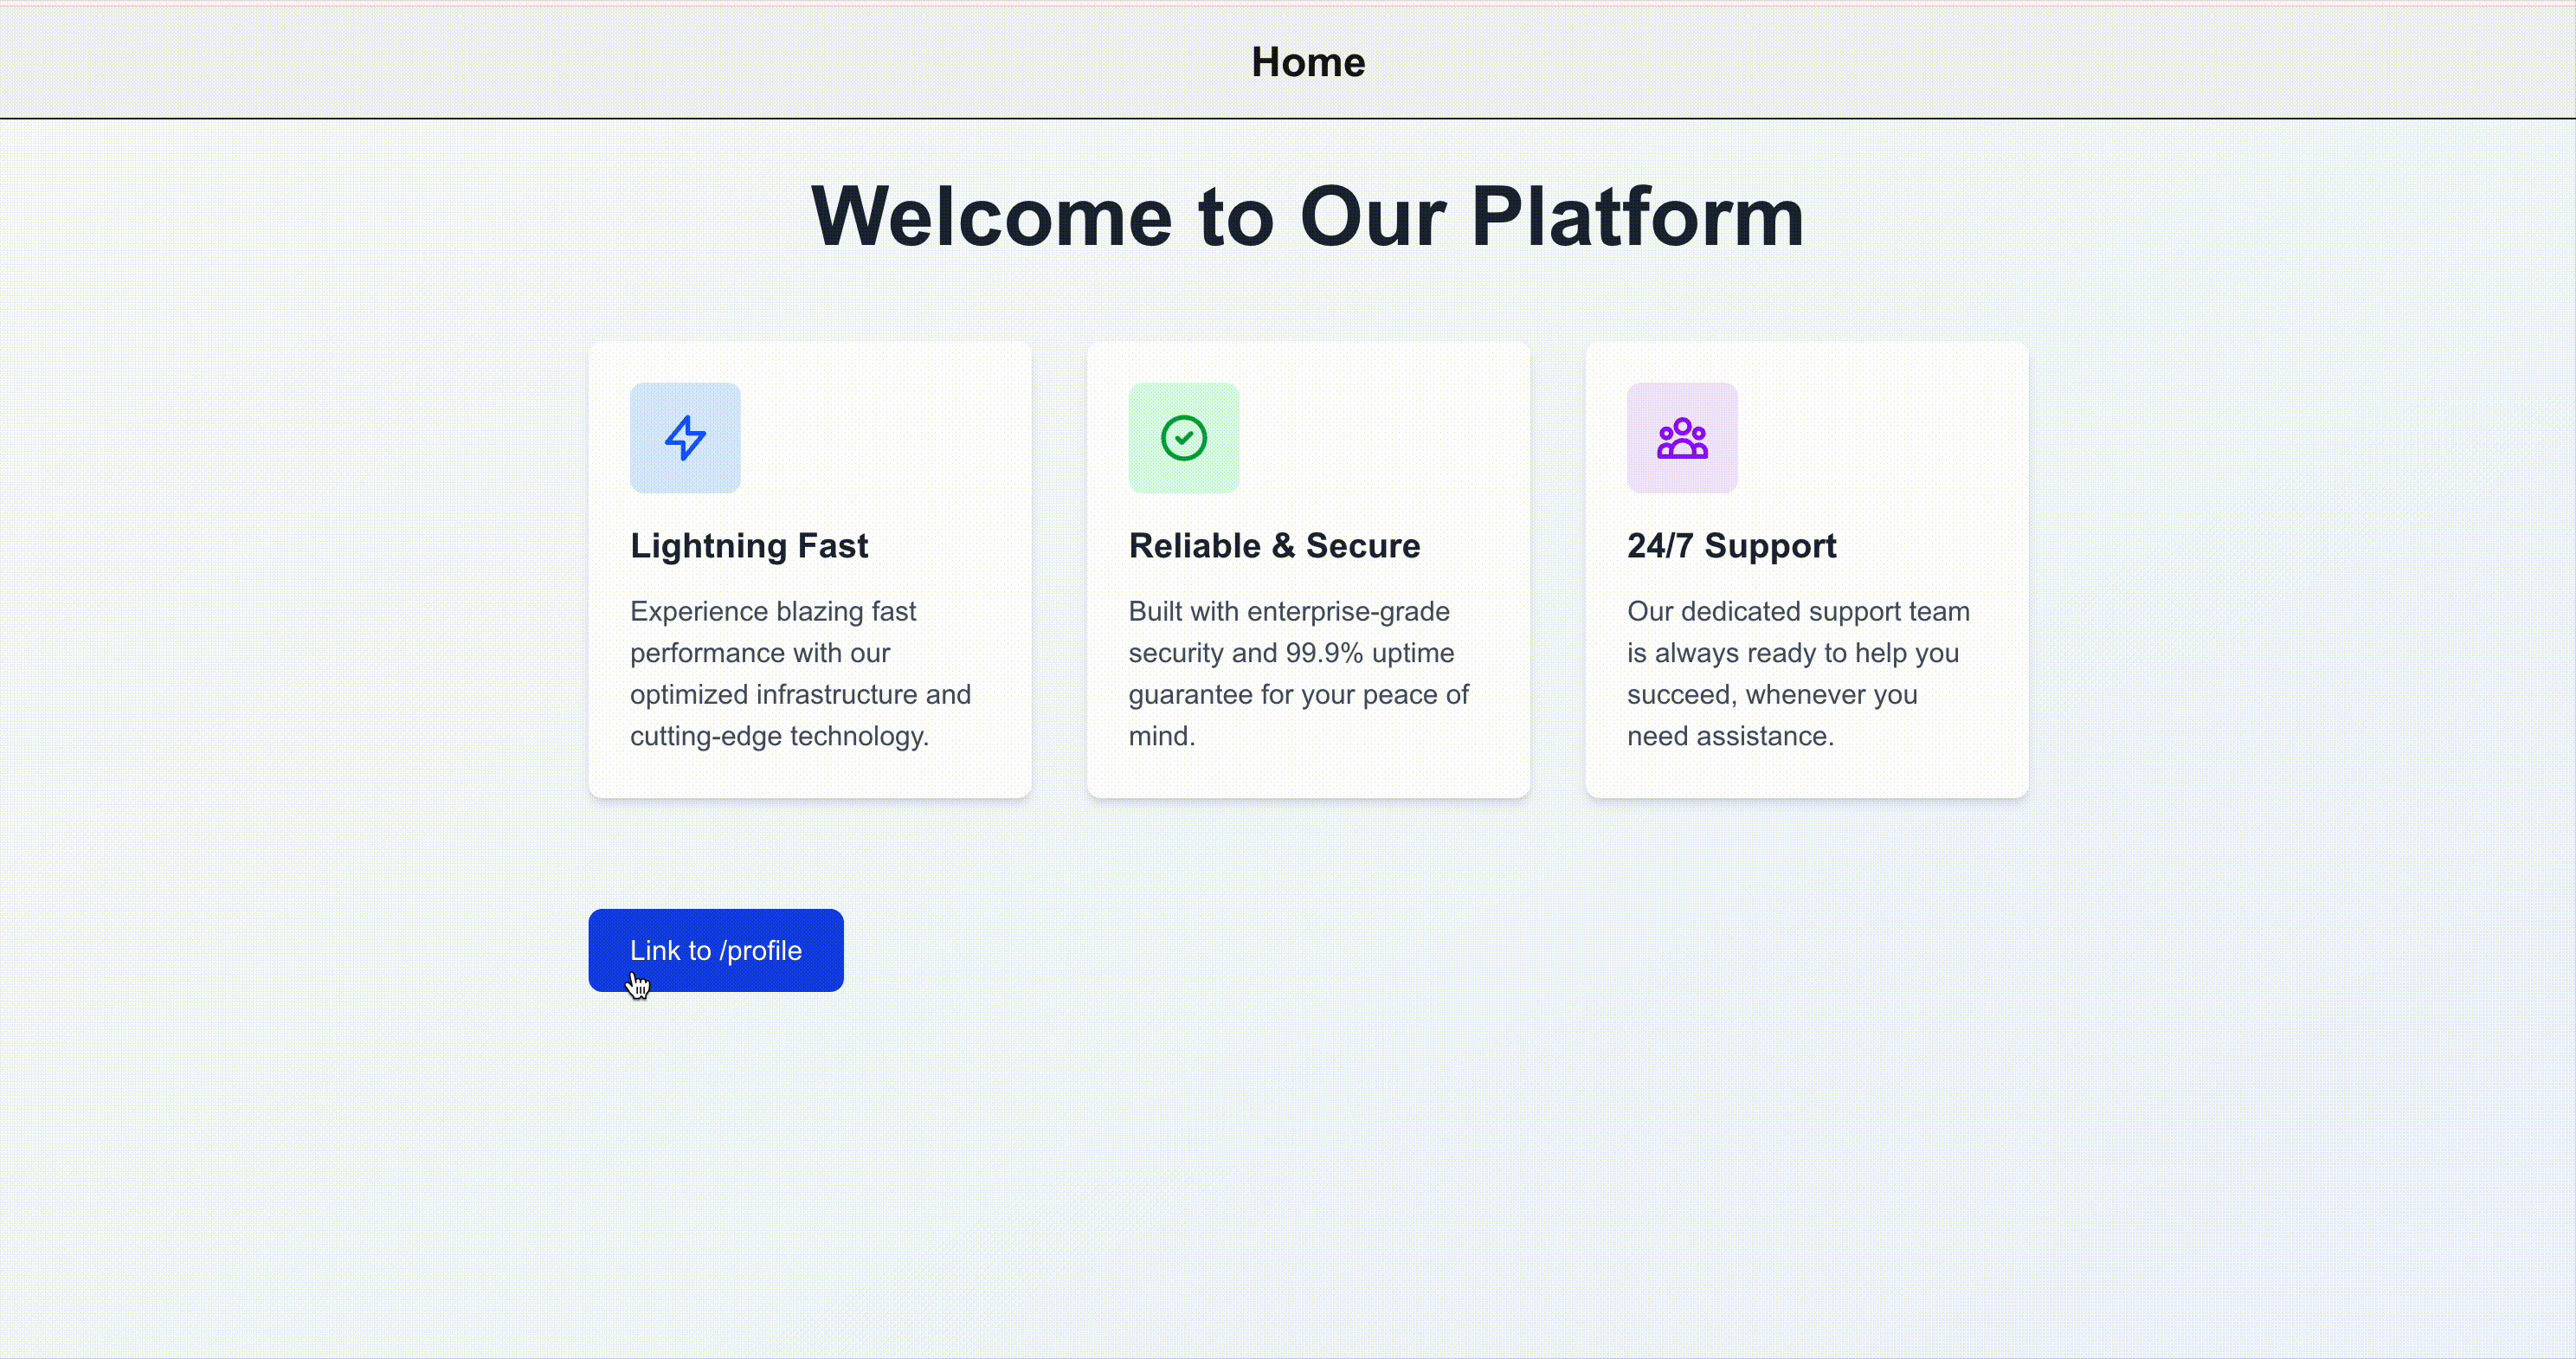 Home
Welcome to Our Platform
Lightning Fast
Experience blazing fast
performance with our
optimized infrastructure and
cutting-edge technology.
Reliable & Secure
Built with enterprise-grade
security and 99.9% uptime
guarantee for your peace of
mind.
24/7 Support
Our dedicated support team
is always ready to help you
succeed, whenever you
need assistance.
Link to /profile